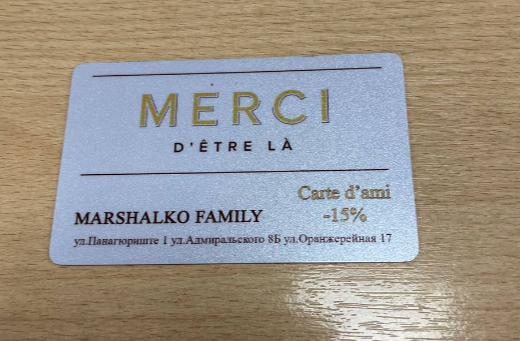 MERCI
D'ÊTRE LÀ
Carte d'ami
MARSHALKO FAMILY -15%
ул.Панагюриште 1 ул.Адмиральского 8Б ул.Оранжерейная 17